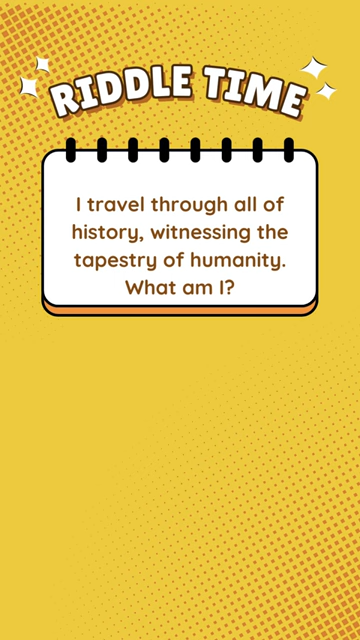 RIDDLE TIME
I travel through all of
history, witnessing the
tapestry of humanity.
What am I?